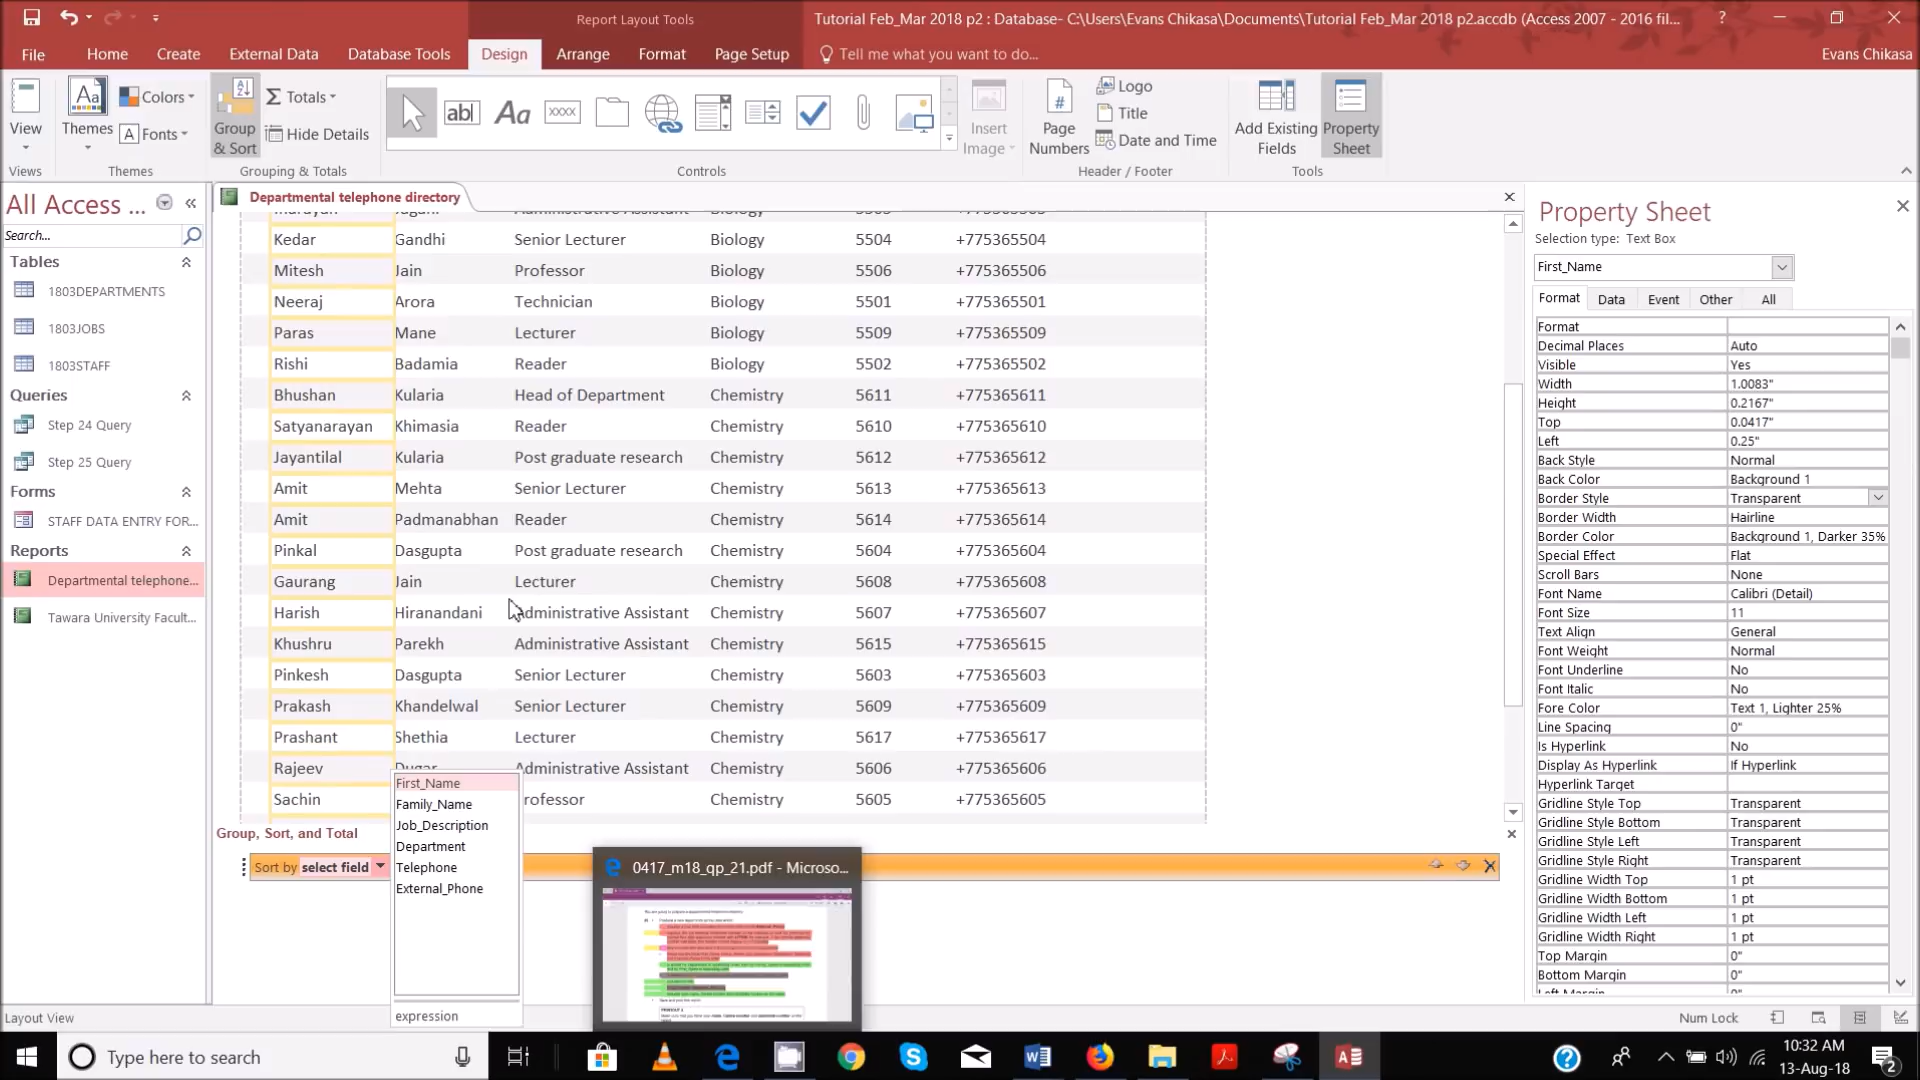 Report Layout Tools
Tutorial Feb_Mar 2018 p2 : Database- C:\Users\Evans Chikasa\Documents\Tutorial Feb_Mar 2018 p2.accdb (Access 2007 - 2016 fil...
File Home Create External Data Database Tools Design Arrange Format Page Setup Tell me what you want to do... Evans Chikasa
View
Views
Themes
Colors
Fonts
Themes
Group & Sort
Totals
Hide Details
Grouping & Totals
Controls
Insert Image
Page Numbers
Logo
Title
Date and Time
Header / Footer
Add Existing Fields
Property Sheet
Tools
All Access ...
Search...
Tables
1803DEPARTMENTS
1803JOBS
1803STAFF
Queries
Step 24 Query
Step 25 Query
Forms
STAFF DATA ENTRY FOR...
Reports
Departmental telephone...
Tawara University Facult...
Departmental telephone directory
Kedar Gandhi Senior Lecturer Biology 5504 +775365504
Mitesh Jain Professor Biology 5506 +775365506
Neeraj Arora Technician Biology 5501 +775365501
Paras Mane Lecturer Biology 5509 +775365509
Rishi Badamia Reader Biology 5502 +775365502
Bhushan Kularia Head of Department Chemistry 5611 +775365611
Satyanarayan Khimasia Reader Chemistry 5610 +775365610
Jayantilal Kularia Post graduate research Chemistry 5612 +775365612
Amit Mehta Senior Lecturer Chemistry 5613 +775365613
Amit Padmanabhan Reader Chemistry 5614 +775365614
Pinkal Dasgupta Post graduate research Chemistry 5604 +775365604
Gaurang Jain Lecturer Chemistry 5608 +775365608
Harish Hiranandani Administrative Assistant Chemistry 5607 +775365607
Khushru Parekh Administrative Assistant Chemistry 5615 +775365615
Pinkesh Dasgupta Senior Lecturer Chemistry 5603 +775365603
Prakash Khandelwal Senior Lecturer Chemistry 5609 +775365609
Prashant Shethia Lecturer Chemistry 5617 +775365617
Rajeev Dugar Administrative Assistant Chemistry 5606 +775365606
Sachin rofessor Chemistry 5605 +775365605
First_Name
Family_Name
Job_Description
Department
Telephone
External_Phone
expression
Group, Sort, and Total
Sort by select field
0417_m18_qp_21.pdf - Microso...
Property Sheet
Selection type: Text Box
First_Name
Format Data Event Other All
Format
Decimal Places Auto
Visible Yes
Width 1.0083"
Height 0.2167"
Top 0.0417"
Left 0.25"
Back Style Normal
Back Color Background 1
Border Style Transparent
Border Width Hairline
Border Color Background 1, Darker 35%
Special Effect Flat
Scroll Bars None
Font Name Calibri (Detail)
Font Size 11
Text Align General
Font Weight Normal
Font Underline No
Font Italic No
Fore Color Text 1, Lighter 25%
Line Spacing 0"
Is Hyperlink No
Display As Hyperlink If Hyperlink
Hyperlink Target
Gridline Style Top Transparent
Gridline Style Bottom Transparent
Gridline Style Left Transparent
Gridline Style Right Transparent
Gridline Width Top 1 pt
Gridline Width Bottom 1 pt
Gridline Width Left 1 pt
Gridline Width Right 1 pt
Top Margin 0"
Bottom Margin 0"
Left Margin 0"
Layout View
Num Lock
Type here to search
10:32 AM
13-Aug-18
2